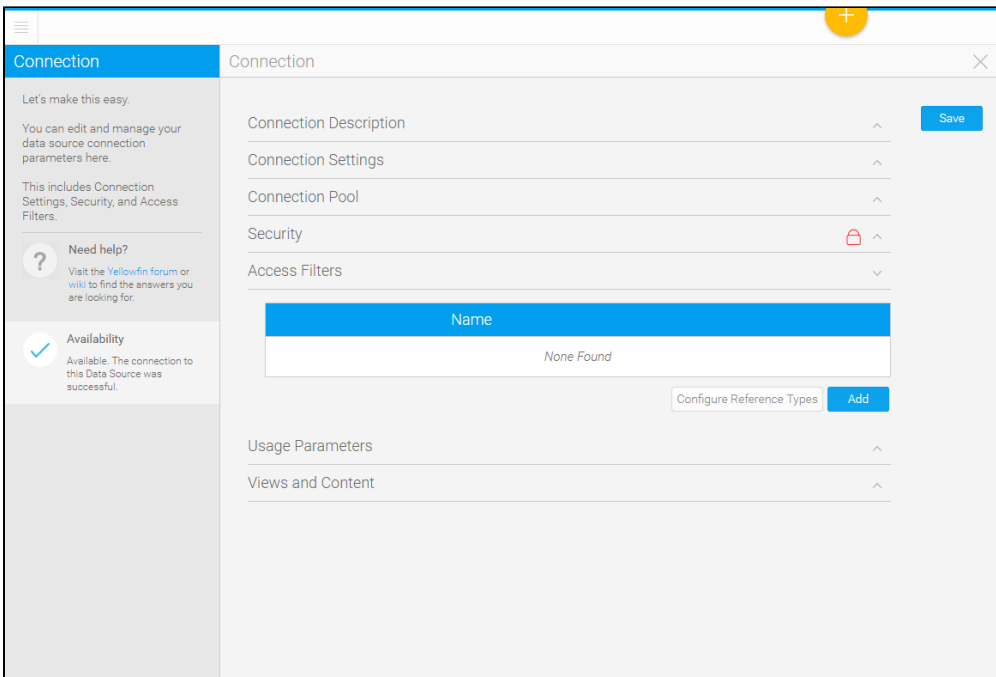 Connection
Connection
Let's make this easy.
You can edit and manage your
data source connection
parameters here.
This includes Connection
Settings, Security, and Access
Filters.
?
Need help?
Visit the Yellowfin forum or
wiki to find the answers you
are looking for.
Availability
Available. The connection to
this Data Source was
successful.
Save
Connection Description
Connection Settings
Connection Pool
Security
Access Filters
Name
None Found
Configure Reference Types
Add
Usage Parameters
Views and Content